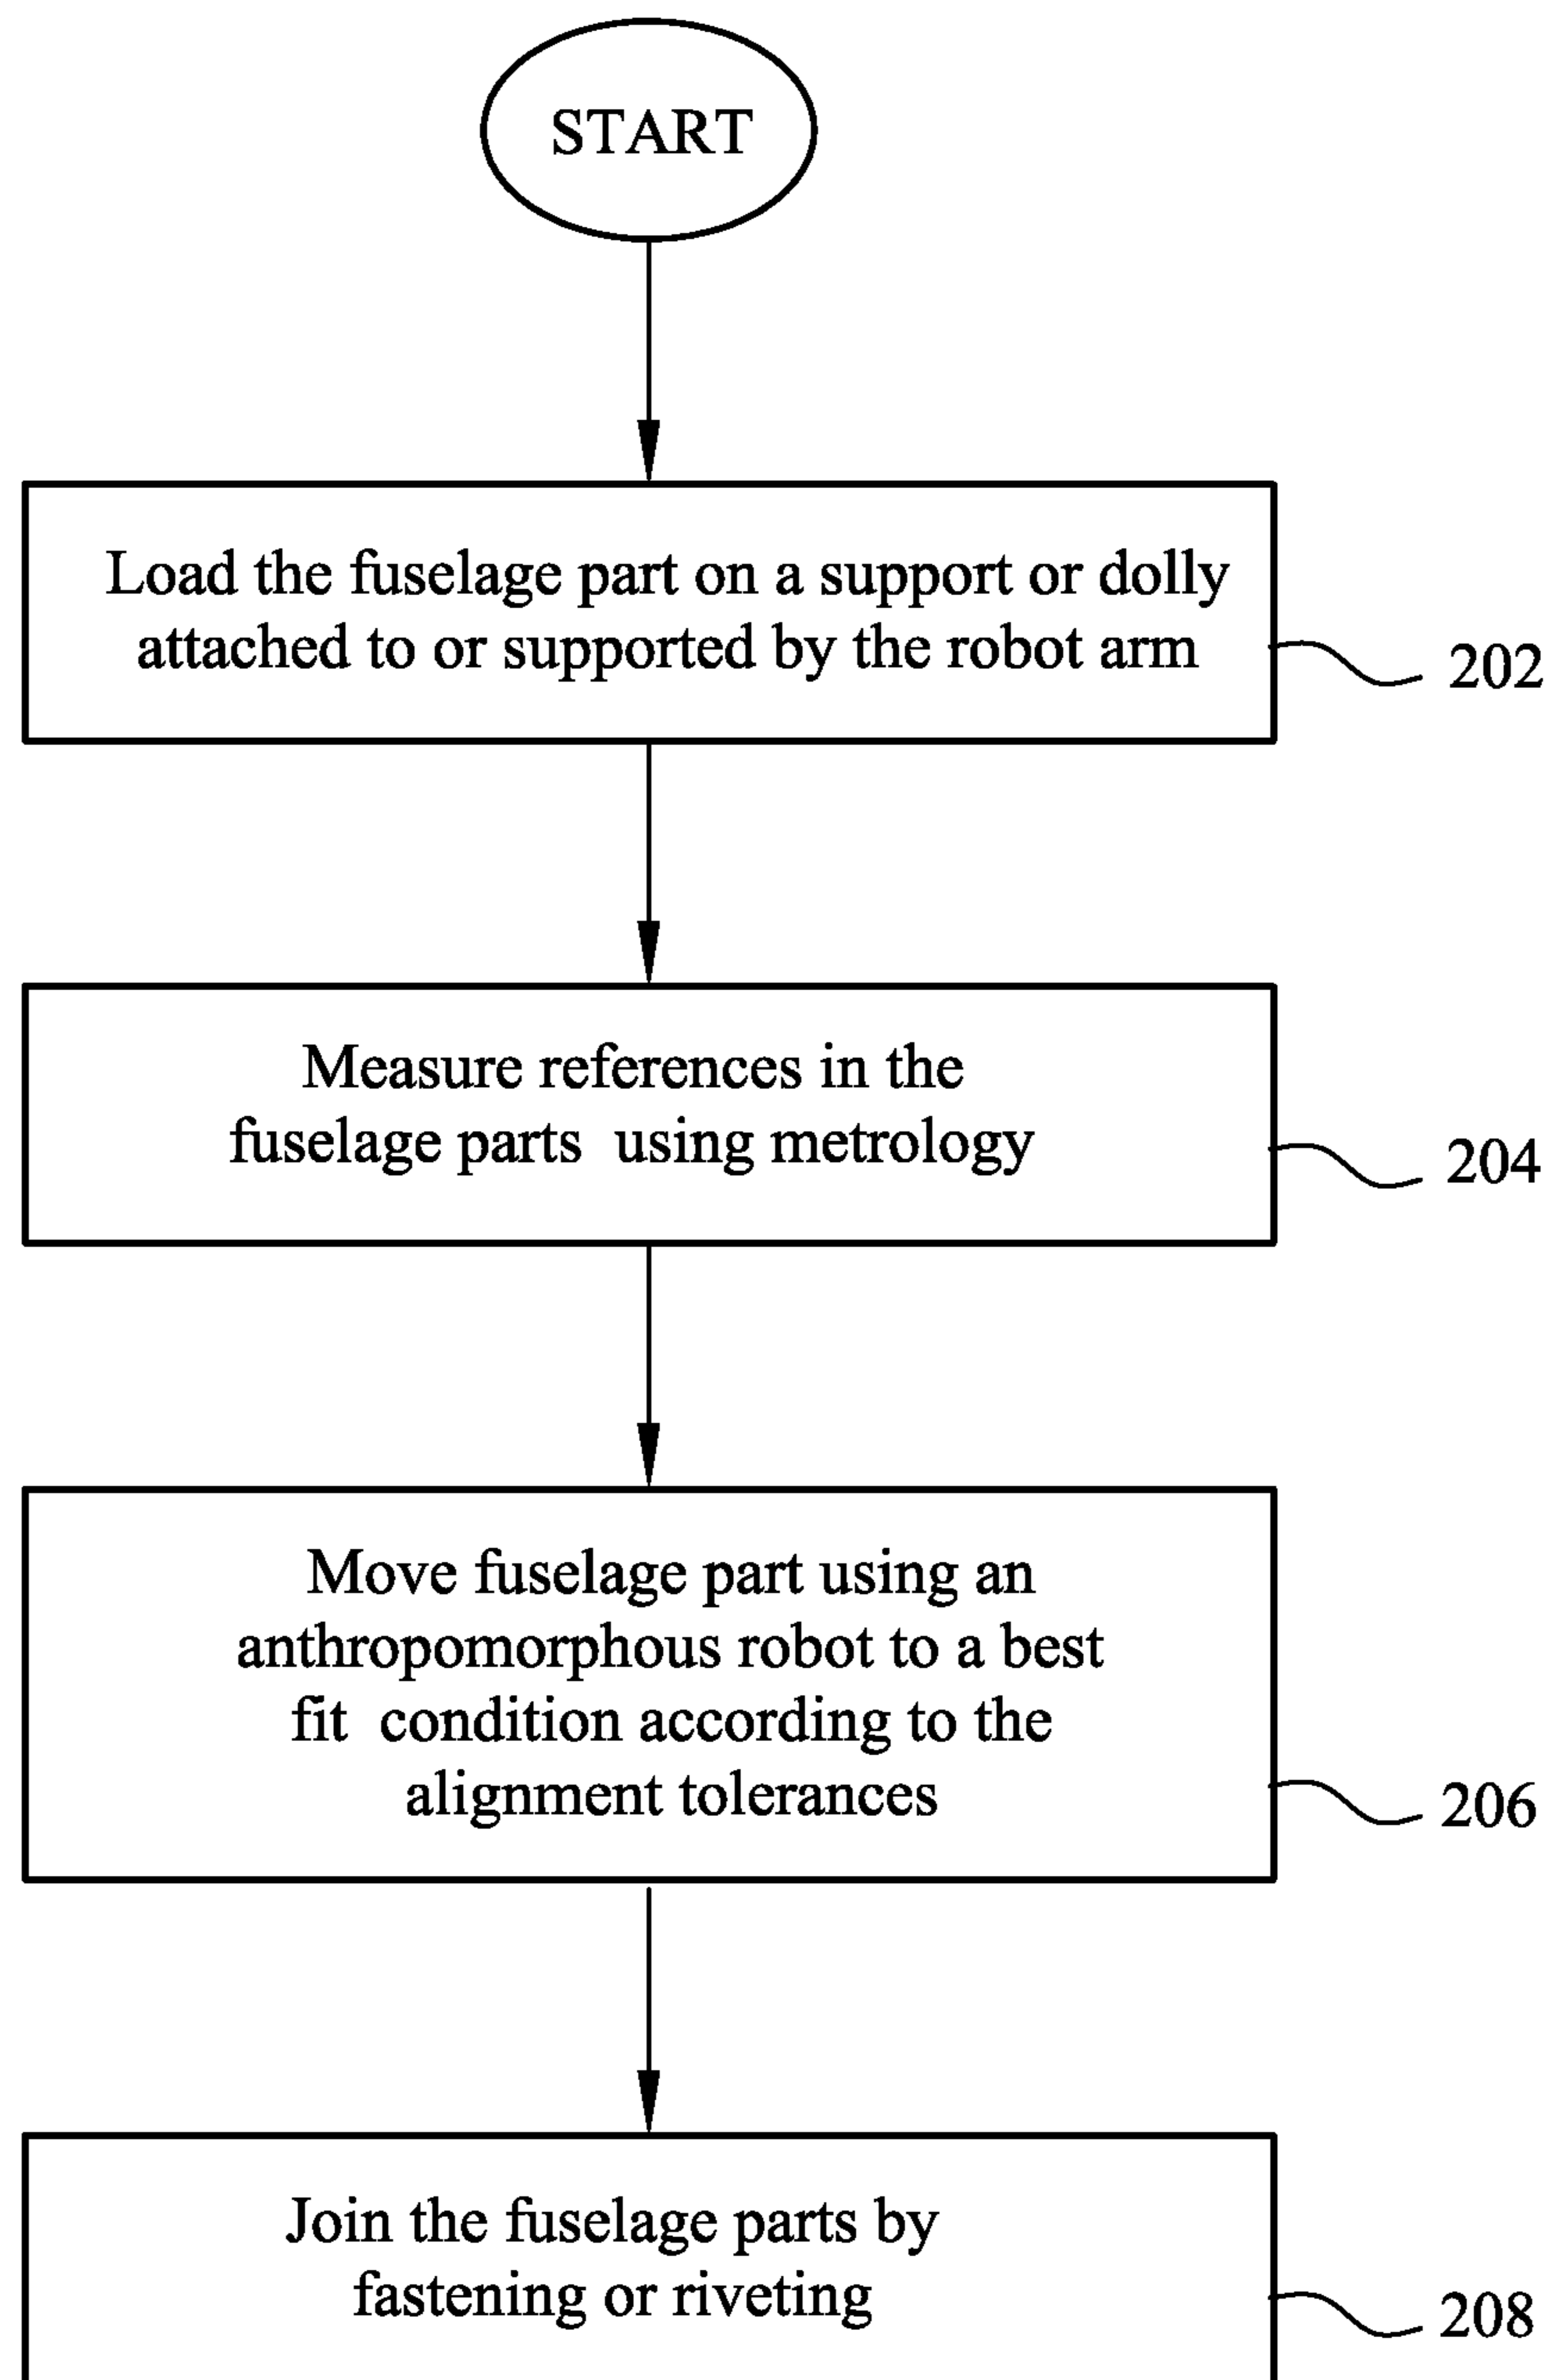 START
Load the fuselage part on a support or dolly
attached to or supported by the robot arm
202
Measure references in the
fuselage parts using metrology
204
Move fuselage part using an
anthropomorphous robot to a best
fit condition according to the
alignment tolerances
206
Join the fuselage parts by
fastening or riveting
208